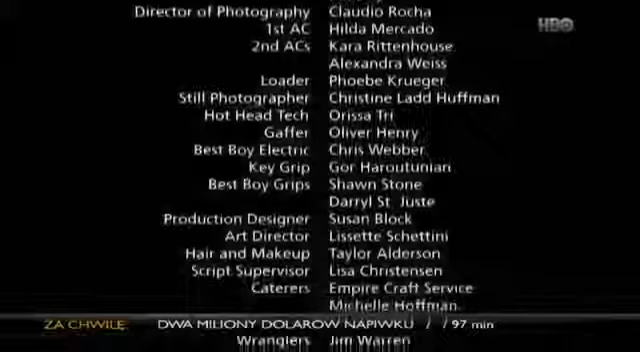 Director of Photography Claudio Rocha
HBO
1st AC Hilda Mercado
2nd ACs Kara Rittenhouse
Alexandra Weiss
Loader Phoebe Krueger
Still Photographer Christine Ladd Huffman
Hot Head Tech Orissa Tri
Gaffer Oliver Henry
Best Boy Electric Chris Webber
Key Grip Gor Haroutunian
Best Boy Grips Shawn Stone
Darryl St. Juste
Production Designer Susan Block
Art Director Lissette Schettini
Hair and Makeup Taylor Alderson
Script Supervisor Lisa Christensen
Caterers Empire Craft Service
Michelle Hoffman
ZA CHWILĘ: DWA MILIONY DOLARÓW NAPIWKU / / 97 min
Wranglers Jim Warren